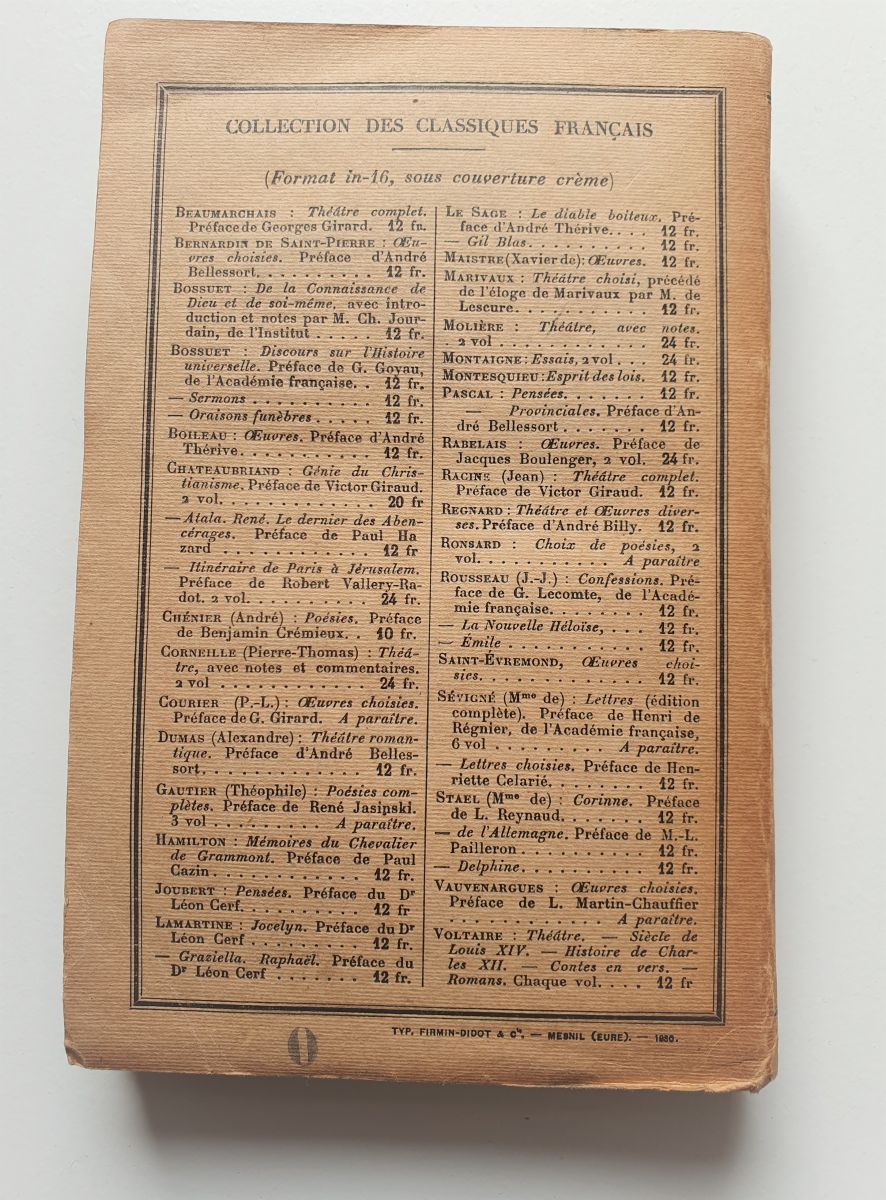 COLLECTION DES CLASSIQUES FRANÇAIS
(Format in-16, sous couverture crème)
BEAUMARCHAIS : Théâtre complet.
Préface de Georges Girard. 12 fr.
BERNARDIN DE SAINT-PIERRE : Œu-
vres choisies. Préface d'André
Bellessort. . . . . . . . . . 12 fr.
BOSSUET : De la Connaissance de
Dieu et de soi-même, avec intro-
duction et notes par M. Ch. Jour-
dain, de l'Institut . . . . . 12 fr.
BOSSUET : Discours sur l'Histoire
universelle. Préface de G. Goyau,
de l'Académie française. . 12 fr.
— Sermons . . . . . . . . . 12 fr.
— Oraisons funèbres . . . . . 12 fr.
BOILEAU : Œuvres. Préface d'André
Thérive. . . . . . . . . . . 12 fr.
CHATEAUBRIAND : Génie du Chris-
tianisme. Préface de Victor Giraud.
2 vol. . . . . . . . . . . . 20 fr
— Atala. René. Le dernier des Aben-
cérages. Préface de Paul Ha
zard . . . . . . . . . . . 12 fr
— Itinéraire de Paris à Jérusalem.
Préface de Robert Vallery-Ra-
dot. 2 vol. . . . . . . . . . 24 fr.
CHÉNIER (André) : Poésies. Préface
de Benjamin Crémieux. . 10 fr.
CORNEILLE (Pierre-Thomas) : Théâ-
tre, avec notes et commentaires.
2 vol . . . . . . . . . . . 24 fr.
COURIER (P.-L.) : Œuvres choisies.
Préface de G. Girard. A paraître.
DUMAS (Alexandre) : Théâtre roman-
tique. Préface d'André Belles-
sort. . . . . . . . . . . . . 12 fr.
GAUTIER (Théophile) : Poésies com-
plètes. Préface de René Jasinski.
3 vol . . . . . . . . . A paraître.
HAMILTON : Mémoires du Chevalier
de Grammont. Préface de Paul
Cazin. . . . . . . . . . . . 12 fr.
JOUBERT : Pensées. Préface du Dr
Léon Cerf. . . . . . . . . . 12 fr
LAMARTINE : Jocelyn. Préface du Dr
Léon Cerf . . . . . . . . . 12 fr.
— Graziella. Raphaël. Préface du
Dr Léon Cerf . . . . . . . 12 fr.
LE SAGE : Le diable boiteux. Pré-
face d'André Thérive. . . . 12 fr.
— Gil Blas. . . . . . . . . . 12 fr.
MAISTRE (Xavier de) : Œuvres. 12 fr.
MARIVAUX : Théâtre choisi, précédé
de l'éloge de Marivaux par M. de
Lescure. . . . . . . . . . . 12 fr.
MOLIÈRE : Théâtre, avec notes.
. 2 vol . . . . . . . . . . . 24 fr.
MONTAIGNE : Essais, 2 vol . . . 24 fr.
MONTESQUIEU : Esprit des lois. 12 fr.
PASCAL : Pensées. . . . . . . 12 fr.
— Provinciales. Préface d'An-
dré Bellessort . . . . . . . 12 fr.
RABELAIS : Œuvres. Préface de
Jacques Boulenger, 2 vol. 24 fr.
RACINE (Jean) : Théâtre complet.
Préface de Victor Giraud. 12 fr.
REGNARD : Théâtre et Œuvres diver-
ses. Préface d'André Billy. 12 fr.
RONSARD : Choix de poésies, 2
vol. . . . . . . . . . . A paraître
ROUSSEAU (J.-J.) : Confessions. Pré-
face de G. Lecomte, de l'Acadé-
mie française. . . . . . . . 12 fr.
— La Nouvelle Héloïse, . . . 12 fr.
— Émile . . . . . . . . . . 12 fr.
SAINT-ÉVREMOND, Œuvres choi-
sies. . . . . . . . . . . . . 12 fr.
SÉVIGNÉ (Mme de) : Lettres (édition
complète). Préface de Henri de
Régnier, de l'Académie française,
6 vol . . . . . . . . . A paraître.
— Lettres choisies. Préface de Hen-
riette Celarié. . . . . . . . 12 fr.
STAEL (Mme de) : Corinne. Préface
de L. Reynaud. . . . . . . 12 fr.
— de l'Allemagne. Préface de M.-L.
Pailleron . . . . . . . . . . 12 fr.
— Delphine. . . . . . . . . . 12 fr.
VAUVENARGUES : Œuvres choisies.
Préface de L. Martin-Chauffier
. . . . . . . . . . . . A paraître.
VOLTAIRE : Théâtre. — Siècle de
Louis XIV. — Histoire de Char-
les XII. — Contes en vers. —
Romans. Chaque vol. . . . 12 fr
TYP. FIRMIN-DIDOT & Cie. — MESNIL (EURE). — 1930.
0